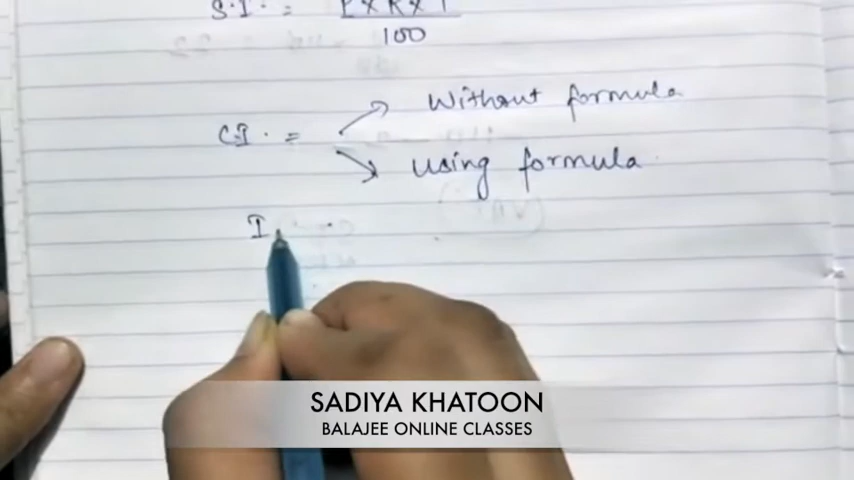 S.I. = P x R x T
100
C.I. = Without formula
using formula
I
SADIYA KHATOON
BALAJEE ONLINE CLASSES